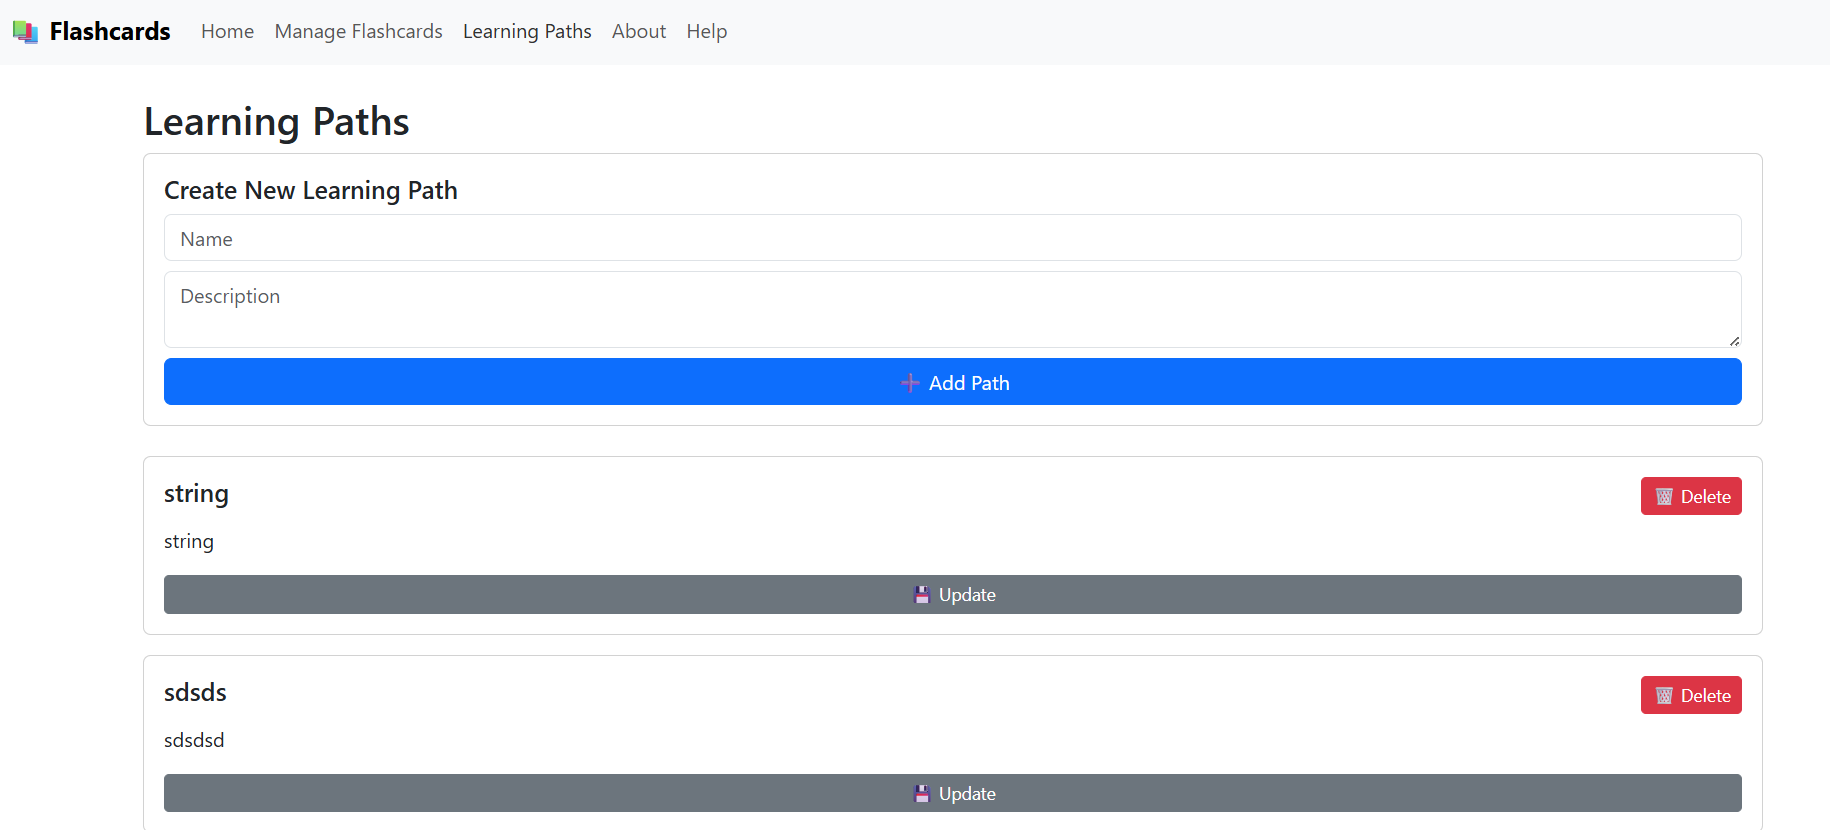 Flashcards Home Manage Flashcards Learning Paths About Help
Learning Paths
Create New Learning Path
Name
Description
Add Path
string
Delete
string
Update
sdsds
Delete
sdsdsd
Update